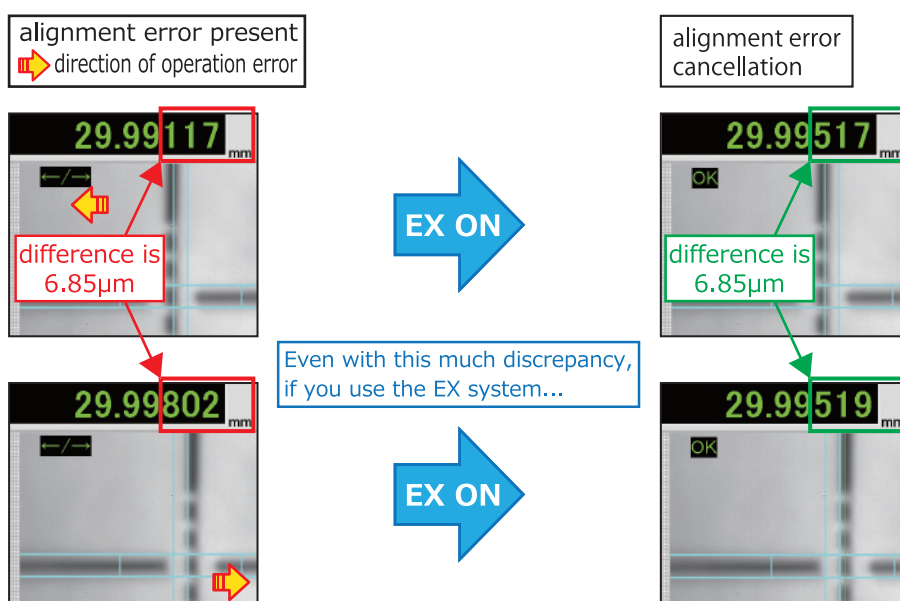 alignment error present
direction of operation error
alignment error
cancellation
29.99117
mm
←/→
difference is
6.85μm
EX ON
29.99517
mm
OK
difference is
6.85μm
Even with this much discrepancy,
if you use the EX system...
29.99802
mm
←/→
EX ON
29.99519
mm
OK